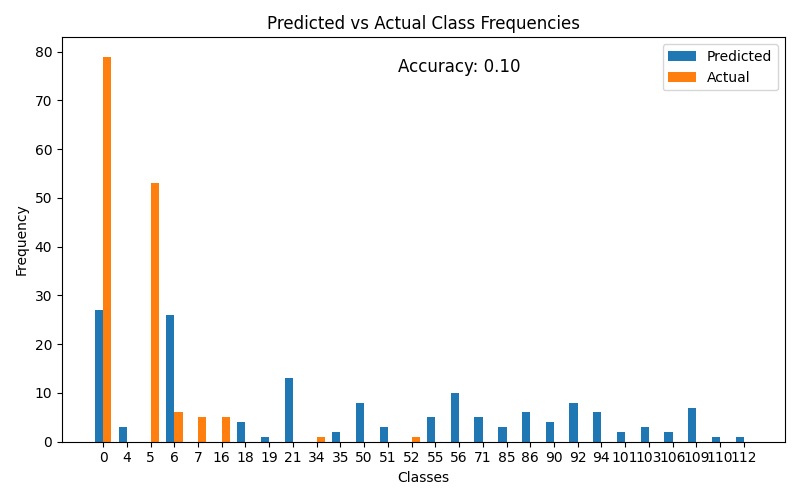 Predicted vs Actual Class Frequencies
Accuracy: 0.10
Predicted
Actual
Frequency
80
70
60
50
40
30
20
10
0
0 4 5 6 7 16 18 19 21 34 35 50 51 52 55 56 71 85 86 90 92 94 101 103 106 109 110 112
Classes